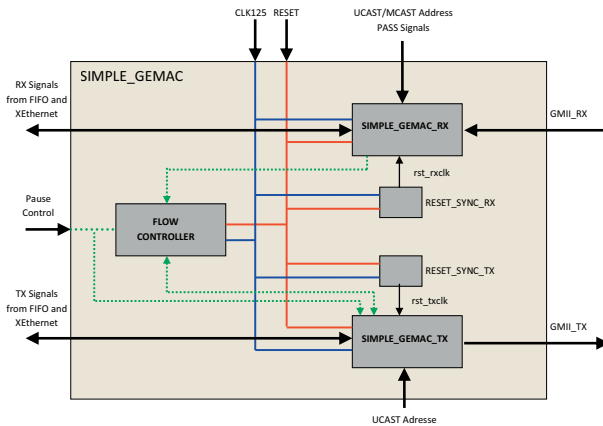 CLK125 RESET
UCAST/MCAST Address
PASS Signals
SIMPLE_GEMAC
RX Signals
from FIFO and
XEthernet
SIMPLE_GEMAC_RX
GMII_RX
rst_rxclk
RESET_SYNC_RX
Pause
Control
FLOW
CONTROLLER
RESET_SYNC_TX
rst_txclk
TX Signals
from FIFO and
XEthernet
SIMPLE_GEMAC_TX
GMII_TX
UCAST Adresse